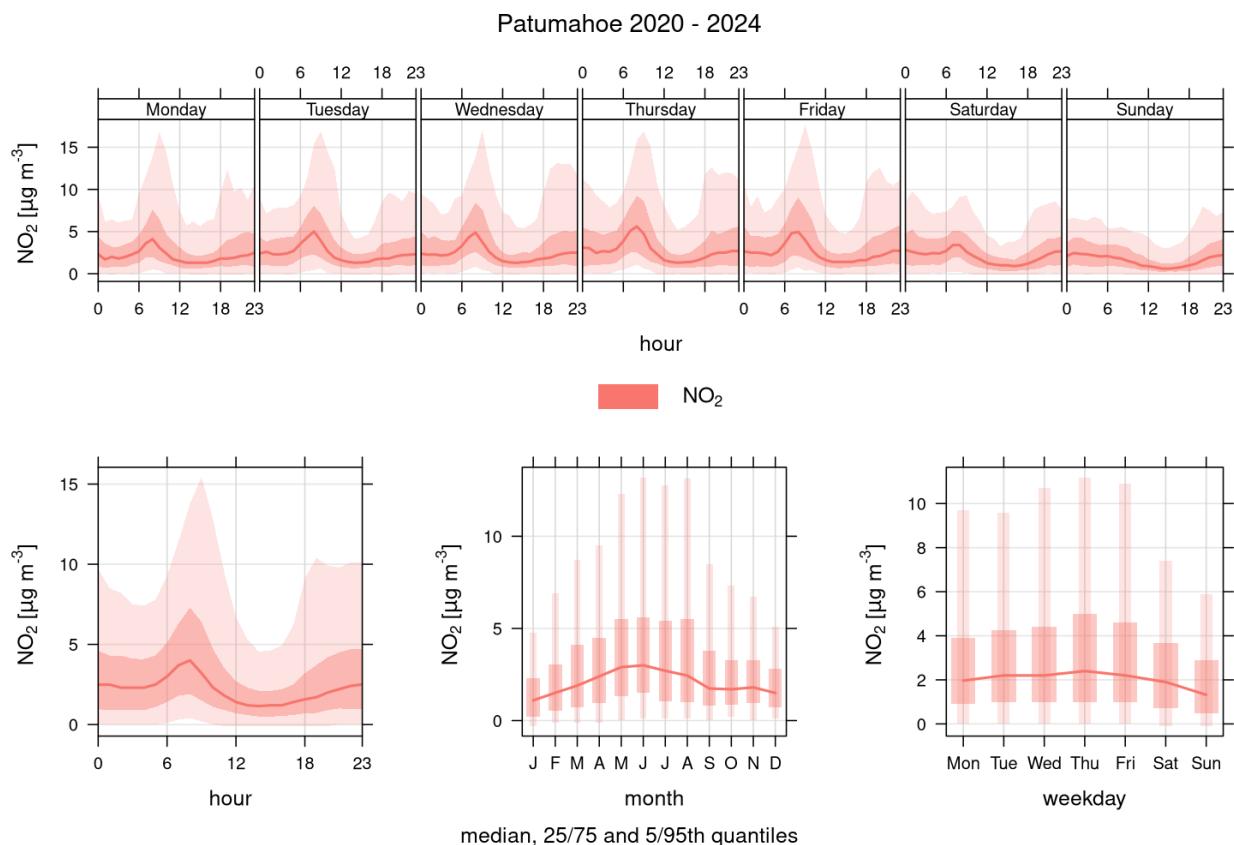 Patumahoe 2020 - 2024
0 6 12 18 23 0 6 12 18 23 0 6 12 18 23
Monday Tuesday Wednesday Thursday Friday Saturday Sunday
NO₂ [µg m⁻³]
15
10
5
0
0 6 12 18 23 0 6 12 18 23 0 6 12 18 23 0 6 12 18 23
hour
NO₂
NO₂ [µg m⁻³]
15
10
5
0
0 6 12 18 23
hour
NO₂ [µg m⁻³]
10
5
0
J F M A M J J A S O N D
month
NO₂ [µg m⁻³]
10
8
6
4
2
0
Mon Tue Wed Thu Fri Sat Sun
weekday
median, 25/75 and 5/95th quantiles